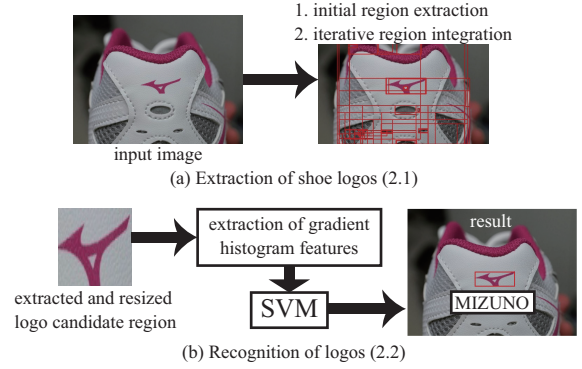 1. initial region extraction
2. iterative region integration
input image
(a) Extraction of shoe logos (2.1)
extraction of gradient
histogram features
result
extracted and resized
logo candidate region
SVM
MIZUNO
(b) Recognition of logos (2.2)